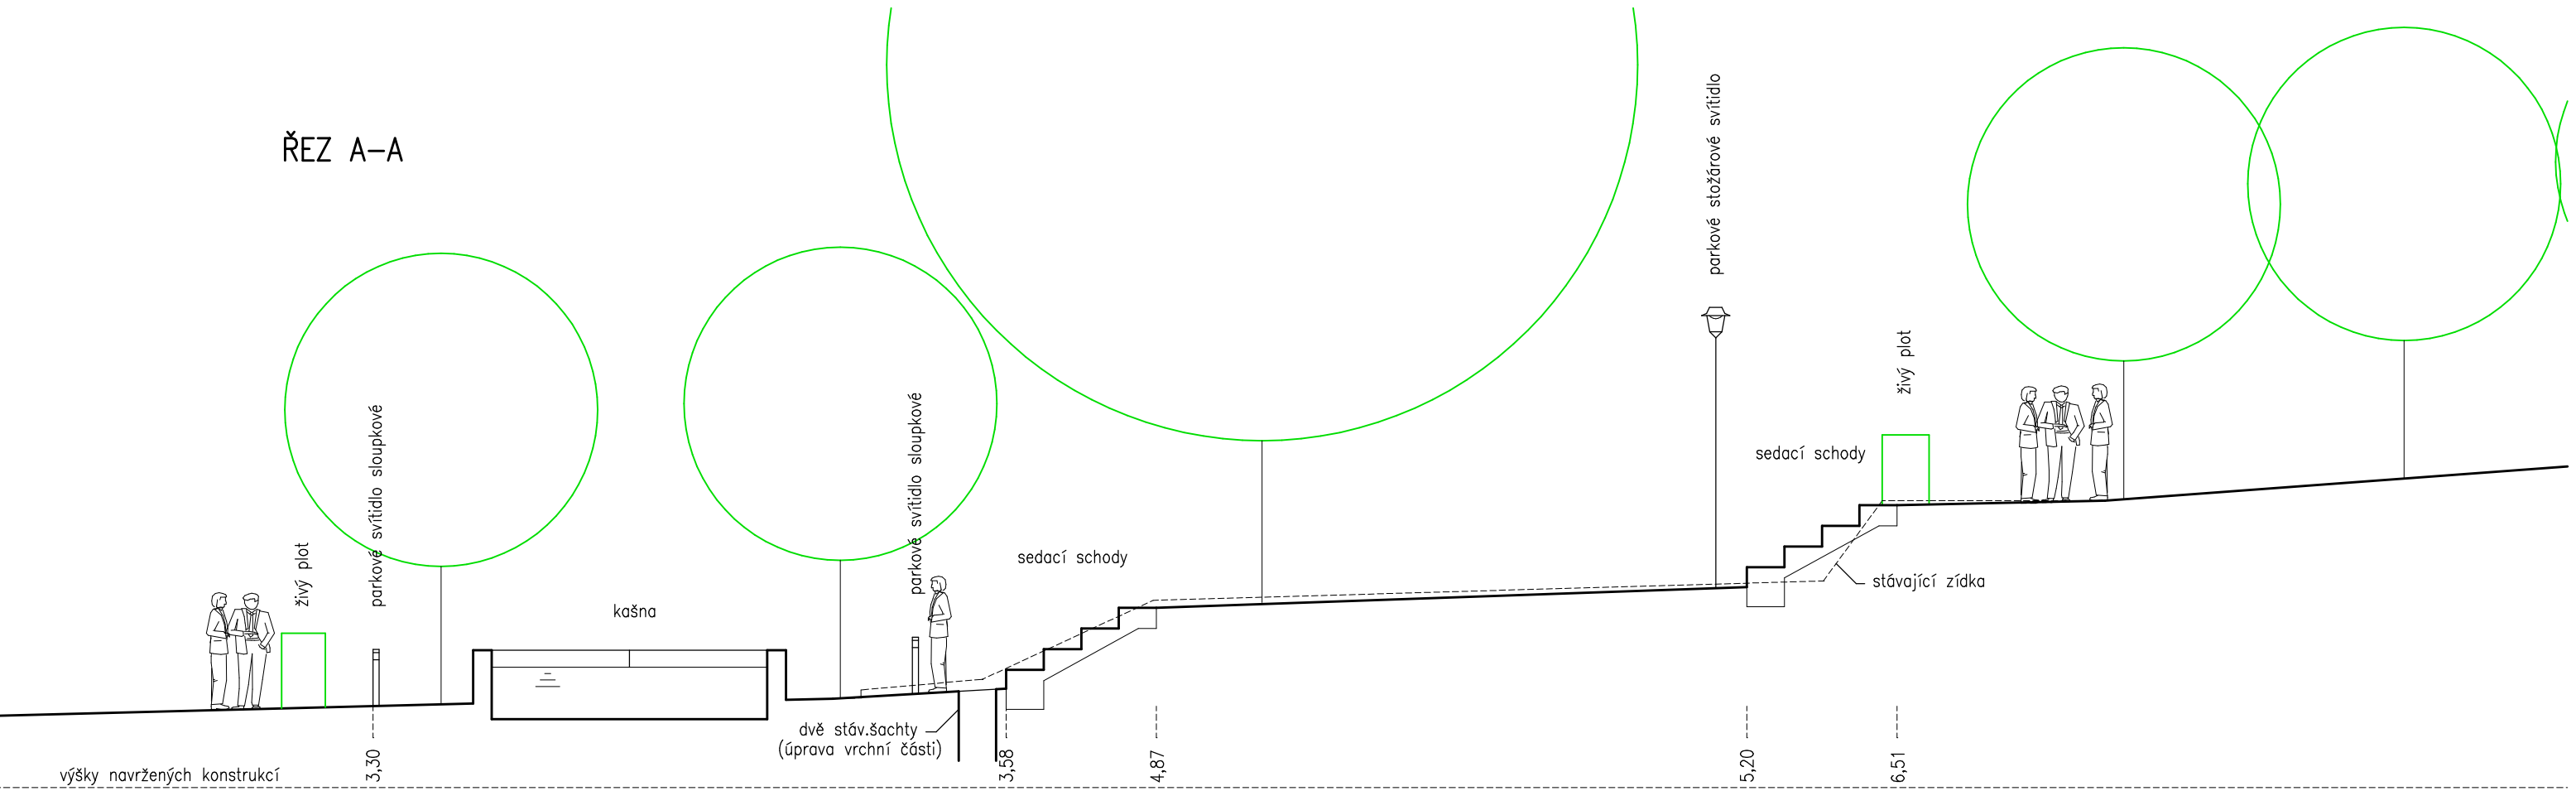 ŘEZ A–A
živý plot
parkové svítidlo sloupkové
kašna
parkové svítidlo sloupkové
sedací schody
parkové stožárové svítidlo
sedací schody
živý plot
stávající zídka
dvě stáv.šachty
(úprava vrchní části)
výšky navržených konstrukcí
3,30
3,58
4,87
5,20
6,51